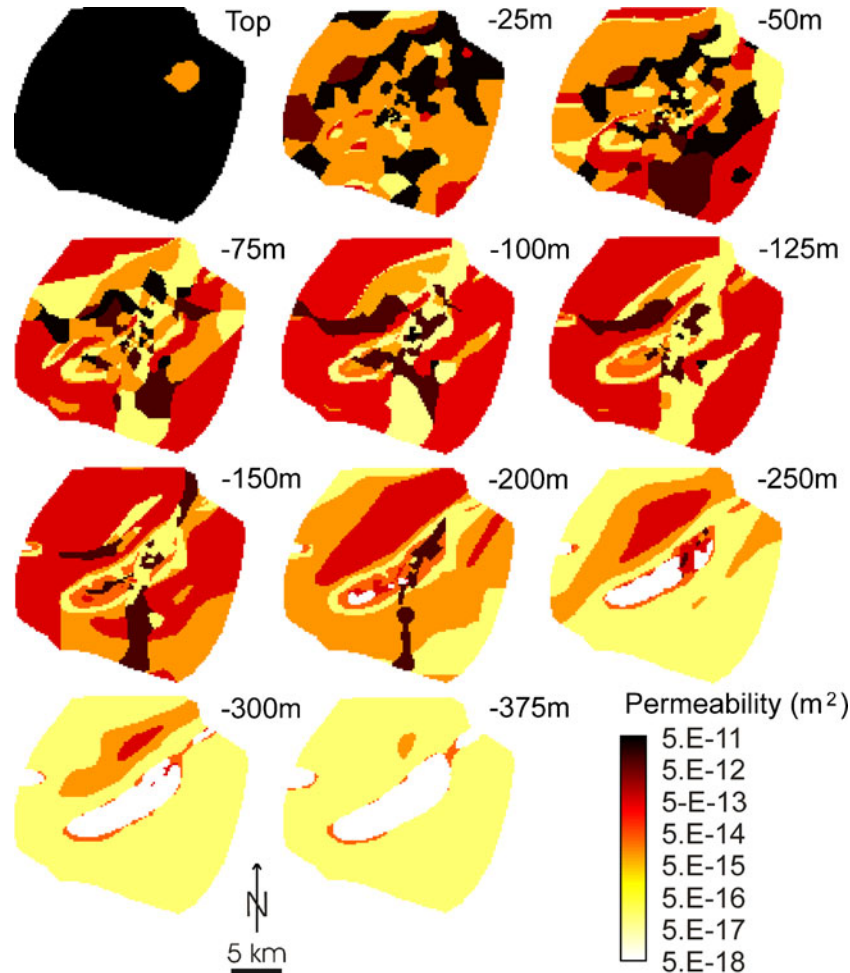 Top
-25m
-50m
-75m
-100m
-125m
-150m
-200m
-250m
-300m
-375m
Permeability (m²)
5.E-11
5.E-12
5-E-13
5.E-14
5.E-15
5.E-16
5.E-17
5.E-18
N
5 km